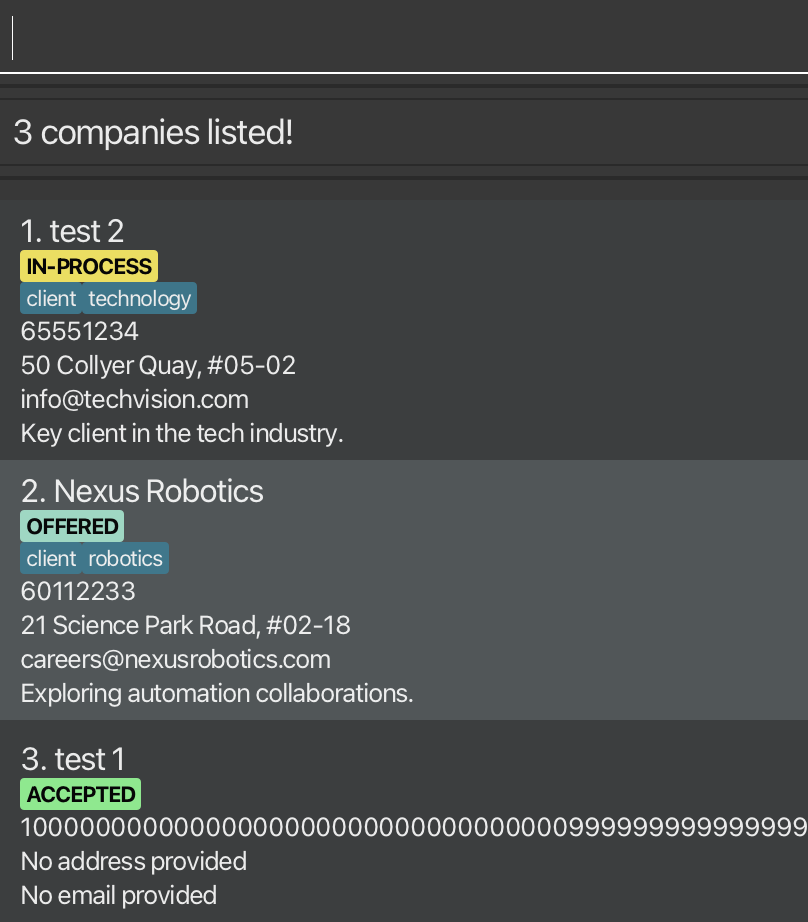 3 companies listed!
1. test 2
IN-PROCESS
client technology
65551234
50 Collyer Quay, #05-02
info@techvision.com
Key client in the tech industry.
2. Nexus Robotics
OFFERED
client robotics
60112233
21 Science Park Road, #02-18
careers@nexusrobotics.com
Exploring automation collaborations.
3. test 1
ACCEPTED
10000000000000000000000000000000000999999999999999
No address provided
No email provided